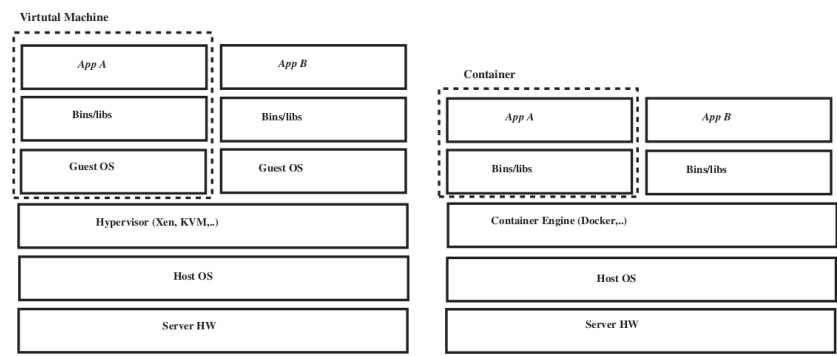 Virtutal Machine
App A
App B
Bins/libs
Bins/libs
Guest OS
Guest OS
Hypervisor (Xen, KVM,..)
Host OS
Server HW
Container
App A
App B
Bins/libs
Bins/libs
Container Engine (Docker,..)
Host OS
Server HW